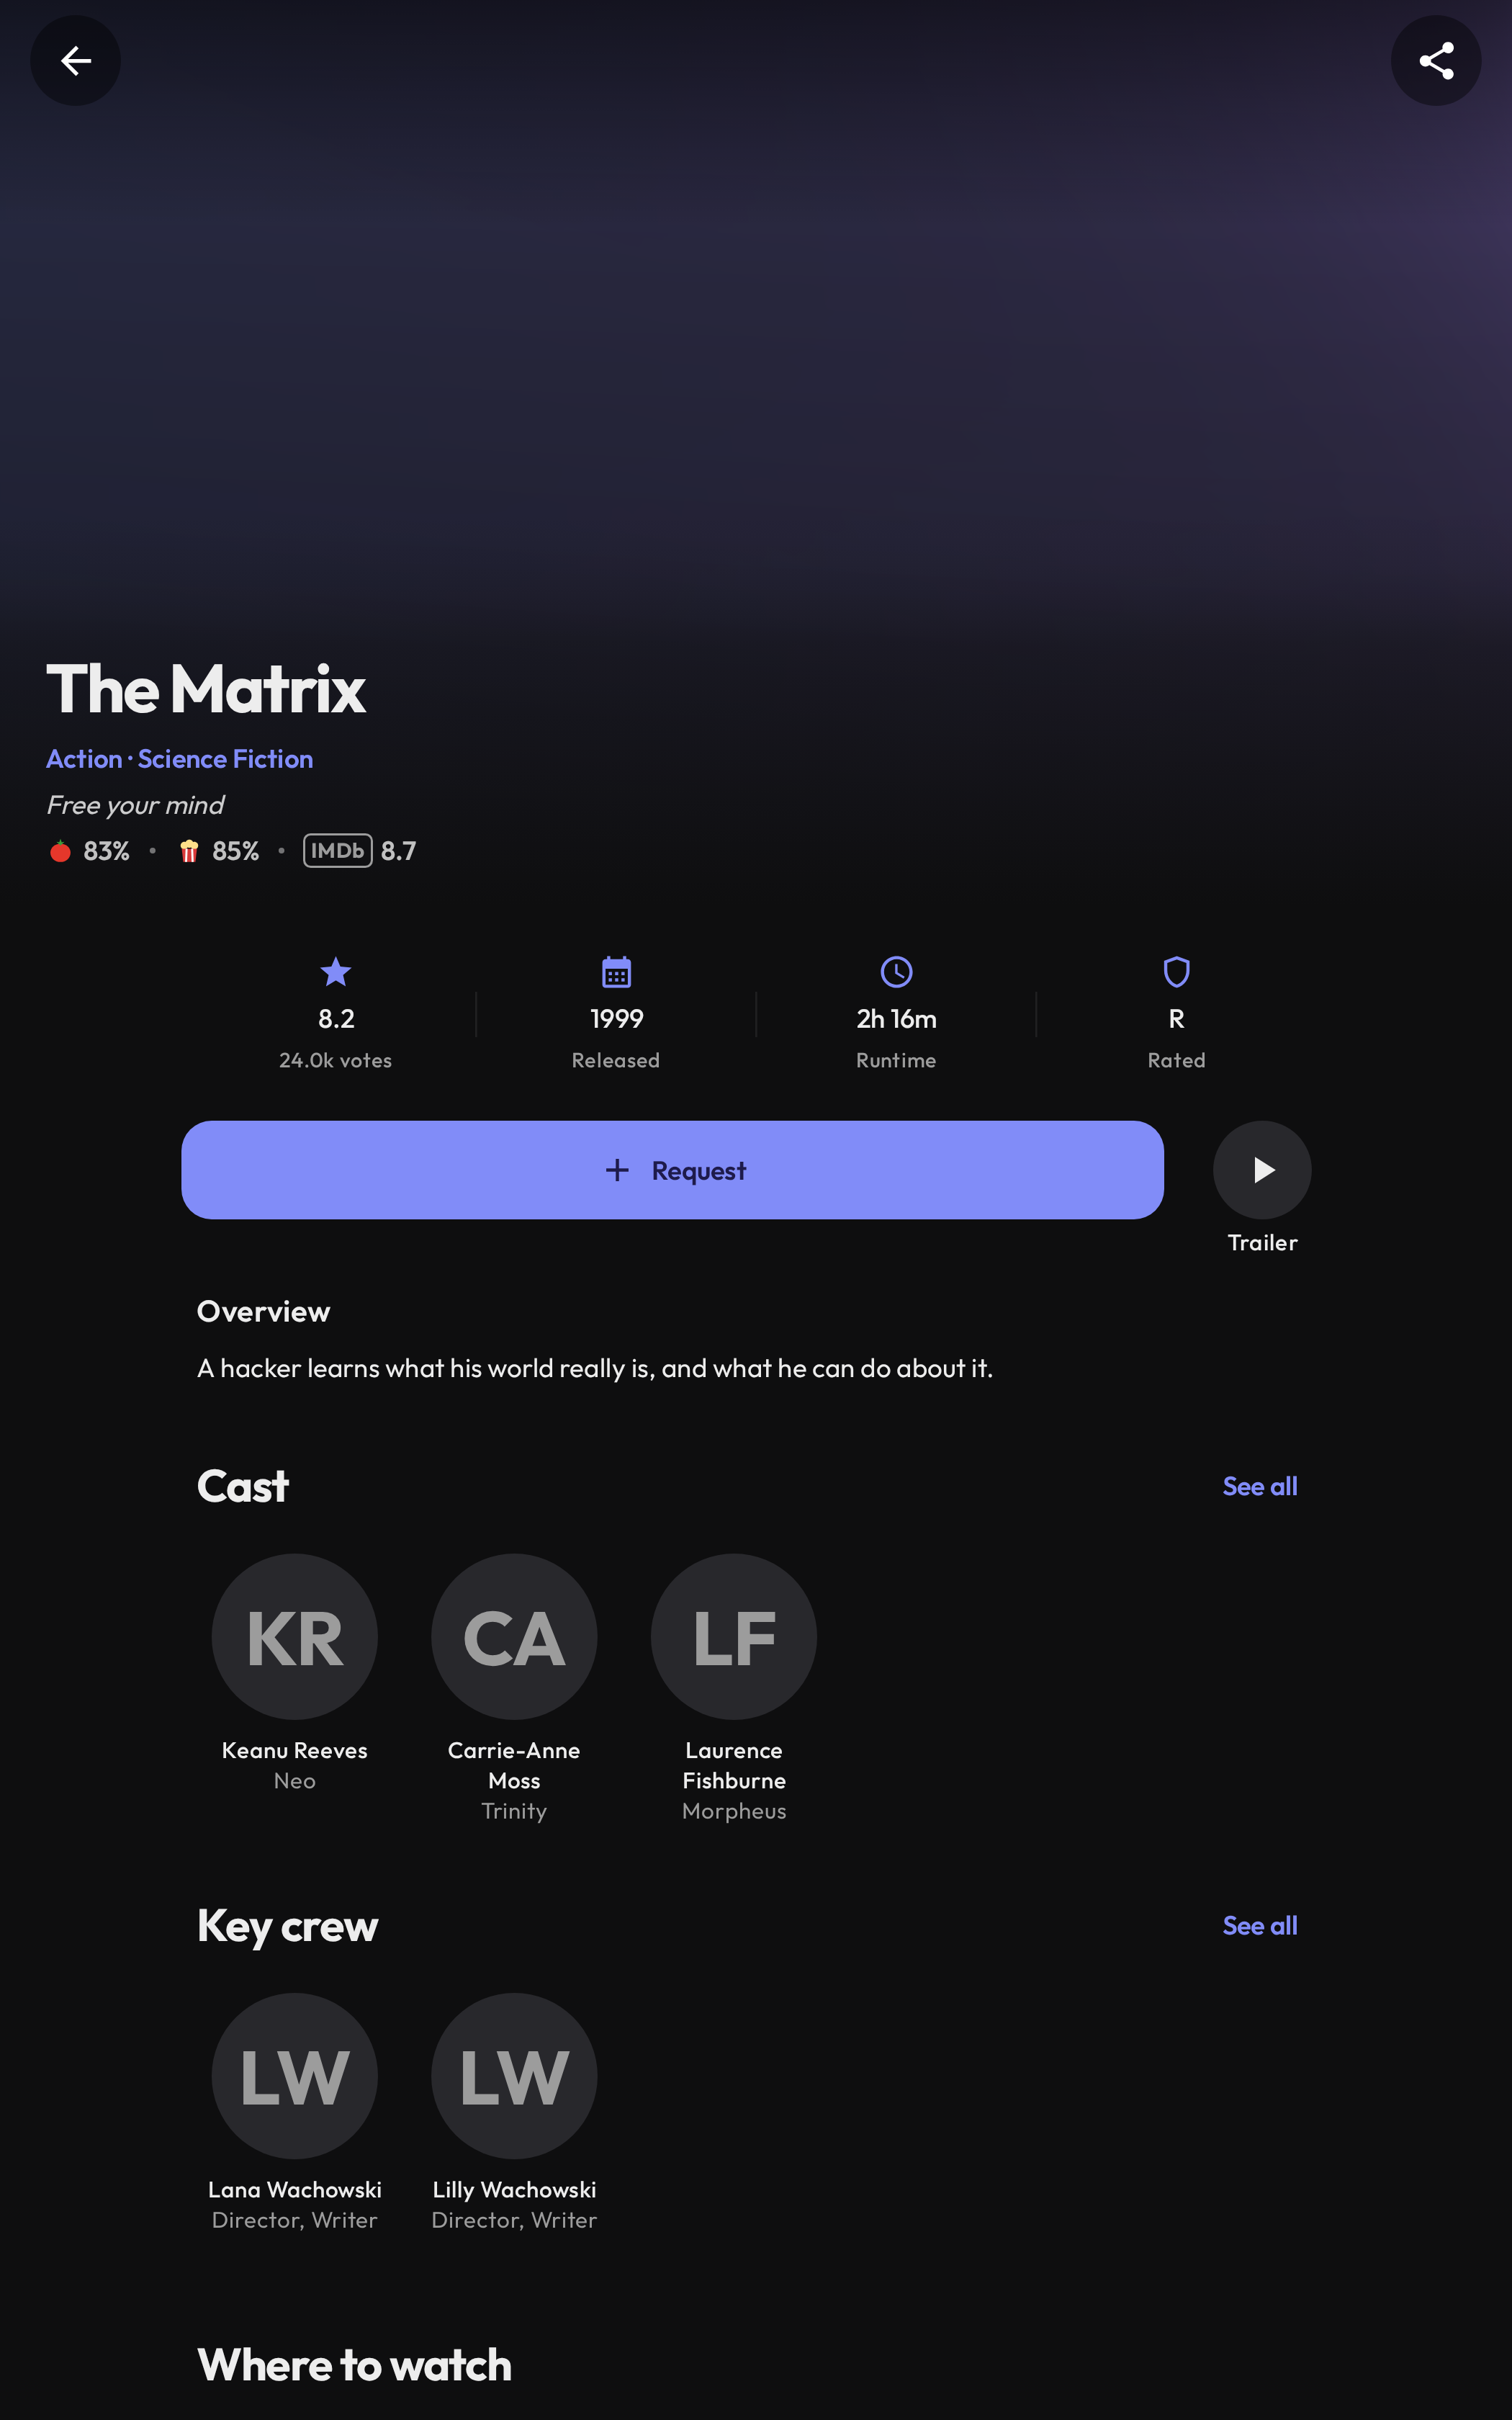 The Matrix
Action · Science Fiction
Free your mind
83% • 85% • IMDb 8.7
8.2
24.0k votes
1999
Released
2h 16m
Runtime
R
Rated
Request
Trailer
Overview
A hacker learns what his world really is, and what he can do about it.
Cast
See all
KR
Keanu Reeves
Neo
CA
Carrie-Anne
Moss
Trinity
LF
Laurence
Fishburne
Morpheus
Key crew
See all
LW
Lana Wachowski
Director, Writer
LW
Lilly Wachowski
Director, Writer
Where to watch